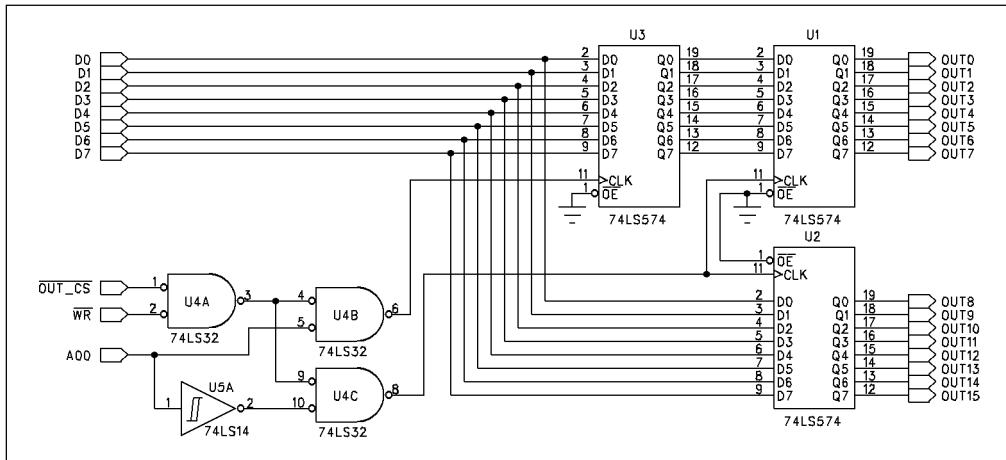 U3
U1
D0
D1
D2
D3
D4
D5
D6
D7
2 D0 Q0 19
3 D1 Q1 18
4 D2 Q2 17
5 D3 Q3 16
6 D4 Q4 15
7 D5 Q5 14
8 D6 Q6 13
9 D7 Q7 12
11 CLK
1 OE
74LS574
2 D0 Q0 19 OUT0
3 D1 Q1 18 OUT1
4 D2 Q2 17 OUT2
5 D3 Q3 16 OUT3
6 D4 Q4 15 OUT4
7 D5 Q5 14 OUT5
8 D6 Q6 13 OUT6
9 D7 Q7 12 OUT7
11 CLK
1 OE
74LS574
U2
1 OE
11 CLK
2 D0 Q0 19 OUT8
3 D1 Q1 18 OUT9
4 D2 Q2 17 OUT10
5 D3 Q3 16 OUT11
6 D4 Q4 15 OUT12
7 D5 Q5 14 OUT13
8 D6 Q6 13 OUT14
9 D7 Q7 12 OUT15
74LS574
OUT_CS 1
WR 2
U4A 3
74LS32
4 U4B 6
5
74LS32
A00
U5A
1 2
74LS14
9 U4C 8
10
74LS32